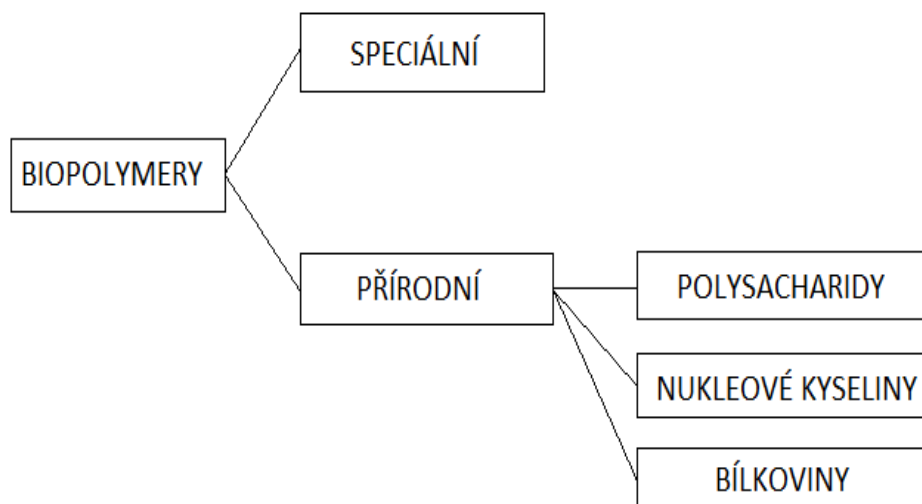 SPECIÁLNÍ
BIOPOLYMERY
PŘÍRODNÍ
POLYSACHARIDY
NUKLEOVÉ KYSELINY
BÍLKOVINY